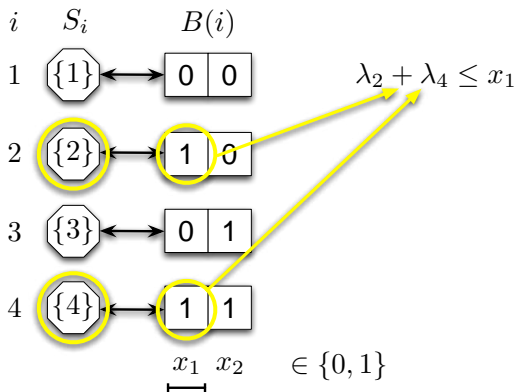 i S_i B(i)
1 {1} 0 0
λ_2 + λ_4 ≤ x_1
2 {2} 1 0
3 {3} 0 1
4 {4} 1 1
x_1 x_2 ∈ {0, 1}